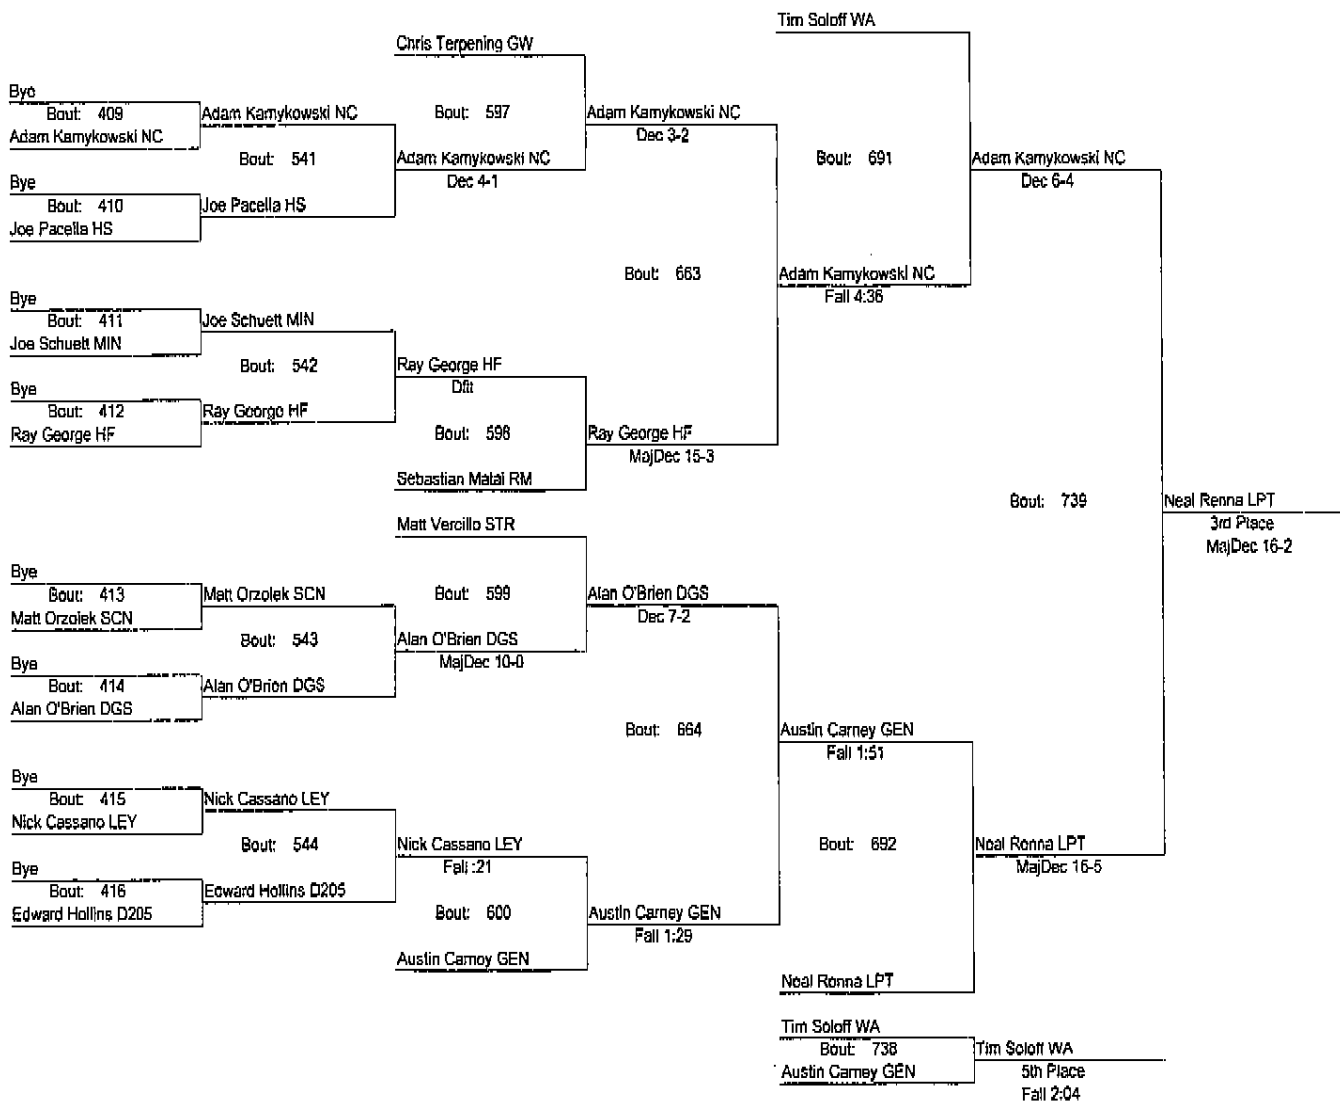 Tim Soloff WA
Chris Terpening GW
Bye
Bout: 409
Adam Kamykowski NC
Adam Kamykowski NC
Bout: 541
Bout: 597
Adam Kamykowski NC
Dec 3-2
Adam Kamykowski NC
Dec 4-1
Bye
Bout: 410
Joe Pacella HS
Joe Pacella HS
Bout: 691
Adam Kamykowski NC
Dec 6-4
Bout: 663
Adam Kamykowski NC
Fall 4:36
Bye
Bout: 411
Joe Schuett MIN
Joe Schuett MIN
Bout: 542
Ray George HF
Dflt
Bye
Bout: 412
Ray George HF
Ray George HF
Bout: 598
Ray George HF
MajDec 15-3
Sebastian Matal RM
Bout: 739
Neal Renna LPT
3rd Place
MajDec 16-2
Matt Vercillo STR
Bye
Bout: 413
Matt Orzolek SCN
Matt Orzolek SCN
Bout: 599
Alan O'Brien DGS
Dec 7-2
Bout: 543
Alan O'Brien DGS
MajDec 10-0
Bye
Bout: 414
Alan O'Brien DGS
Alan O'Brien DGS
Bout: 664
Austin Carney GEN
Fall 1:51
Bye
Bout: 415
Nick Cassano LEY
Nick Cassano LEY
Bout: 544
Nick Cassano LEY
Fall :21
Bout: 692
Neal Renna LPT
MajDec 16-5
Bye
Bout: 416
Edward Hollins D205
Edward Hollins D205
Bout: 600
Austin Carney GEN
Fall 1:29
Austin Carney GEN
Neal Renna LPT
Tim Soloff WA
Bout: 738
Austin Carney GEN
Tim Soloff WA
5th Place
Fall 2:04